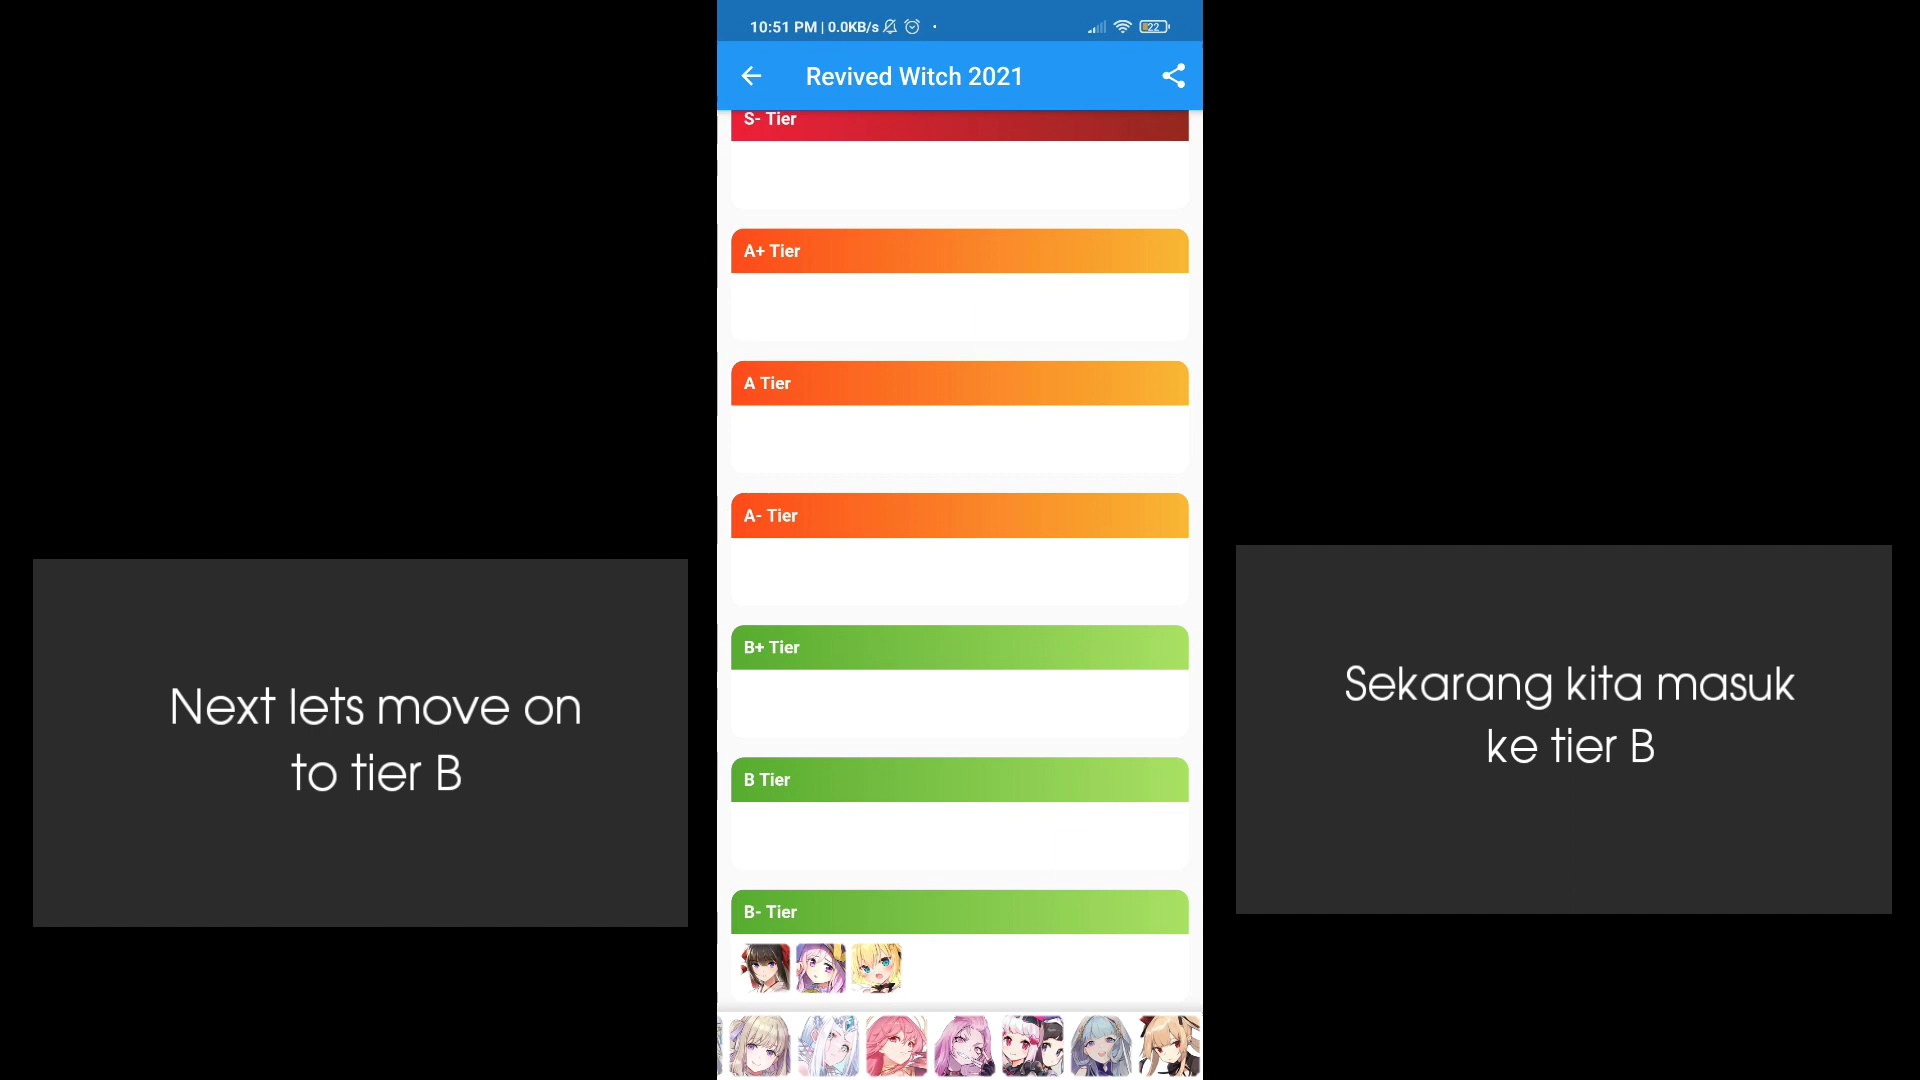 10:51 PM | 0.0KB/s
22
Revived Witch 2021
S- Tier
A+ Tier
A Tier
A- Tier
B+ Tier
B Tier
B- Tier
Next lets move on
to tier B
Sekarang kita masuk
ke tier B